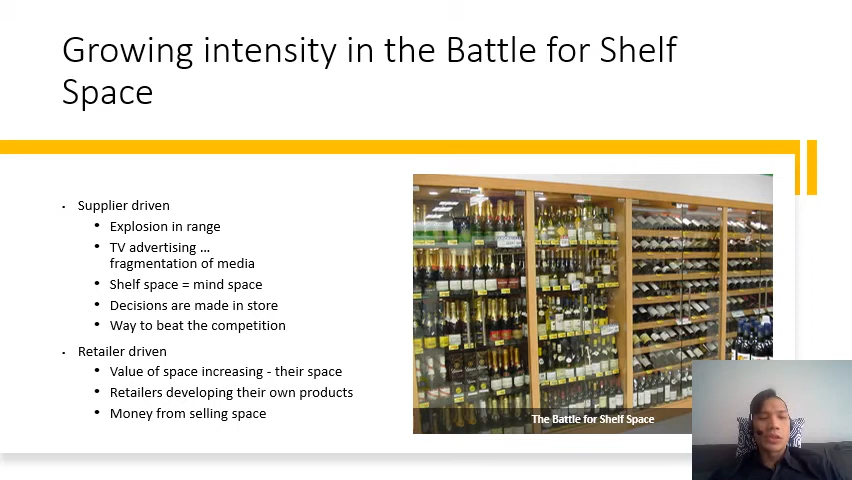 Growing intensity in the Battle for Shelf
Space
Supplier driven
Explosion in range
TV advertising ...
fragmentation of media
Shelf space = mind space
Decisions are made in store
Way to beat the competition
Retailer driven
Value of space increasing - their space
Retailers developing their own products
Money from selling space
The Battle for Shelf Space